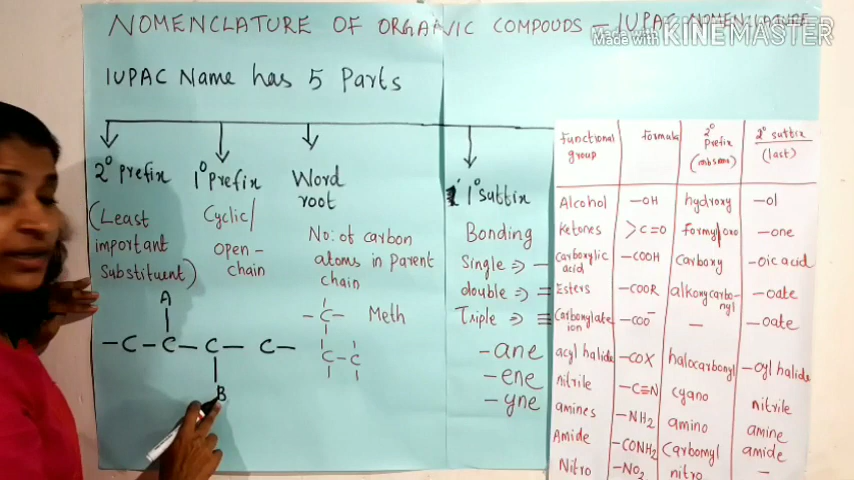 NOMENCLATURE OF ORGANIC COMPOUDS – IUPAC NOMENCLATURE
Made with KINEMASTER
IUPAC Name has 5 Parts
2° prefix
(Least
important
substituent)
1° prefix
Cyclic/
open-
chain
Word
root
No: of carbon
atoms in parent
chain
–C– Meth
C–C
1° suffix
Bonding
Single ⇒ –
double ⇒ =
Triple ⇒ ≡
-ane
-ene
-yne
A
–C–C–C– C–
B
Functional group | Formula | 2° Prefix | 2° suffix (last)
Alcohol | –OH | hydroxy | –ol
Ketones | >C=O | formyl/oxo | –one
Carboxylic acid | –COOH | Carboxy | –oic acid
Esters | –COOR | alkoxycarbonyl | –oate
Carboxylate ion | –COO⁻ | – | –oate
acyl halide | –COX | halocarbonyl | –oyl halide
nitrile | –C≡N | cyano | nitrile
amines | –NH₂ | amino | amine
Amide | –CONH₂ | Carbomyl | amide
Nitro | –NO₂ | nitro | –